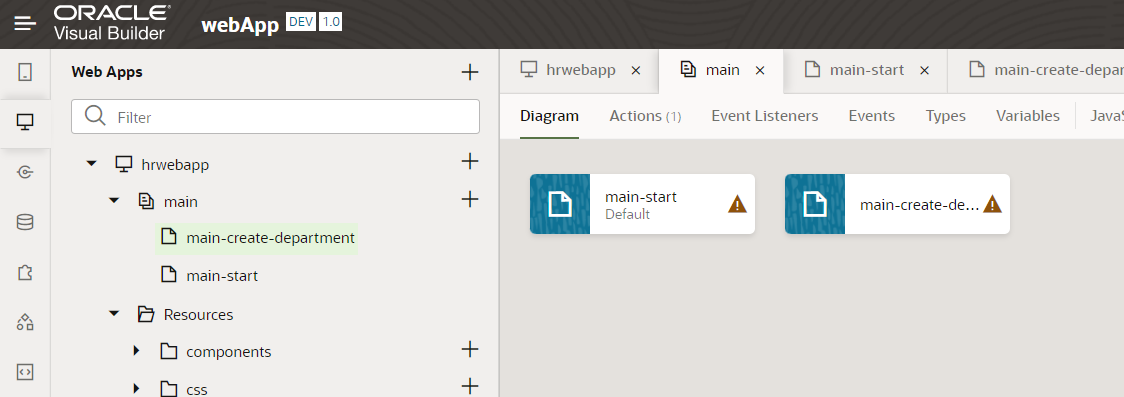 ORACLE
Visual Builder
webApp DEV 1.0
Web Apps
Filter
hrwebapp
main
main-create-department
main-start
Resources
components
css
hrwebapp main main-start main-create-depar
Diagram Actions (1) Event Listeners Events Types Variables JavaS
main-start
Default
main-create-de...